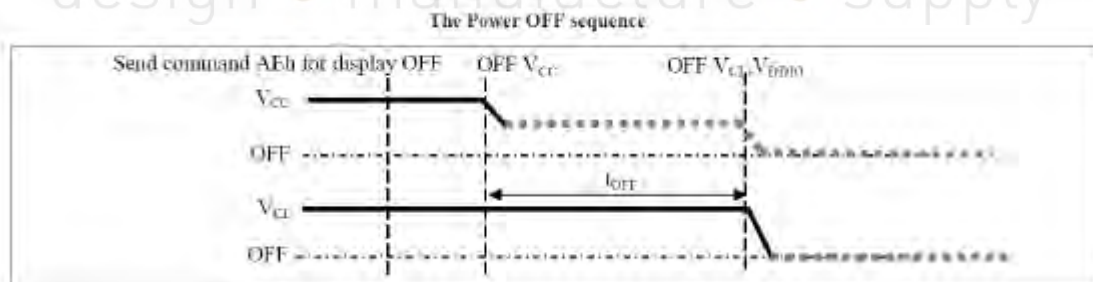 design • manufacture • supply
The Power OFF sequence
Send command AEh for display OFF OFF VCC OFF VCI, VDDIO
VCC
OFF
tOFF
VCI
OFF